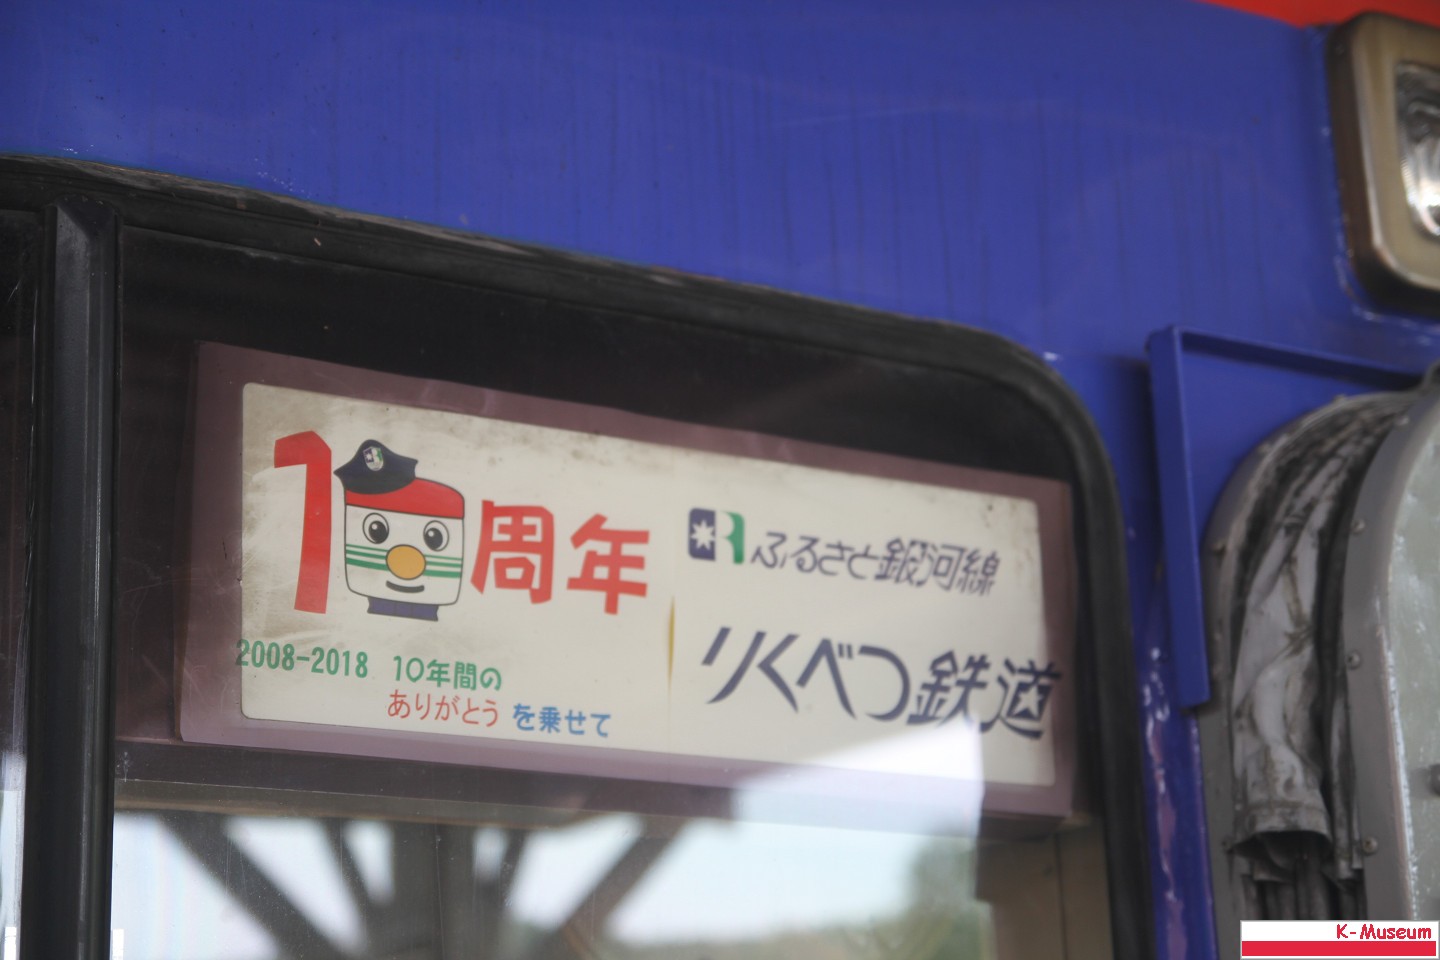 10周年
2008-2018 10年間の
ありがとう を乗せて
R ふるさと銀河線
りくべつ鉄道
K-Museum